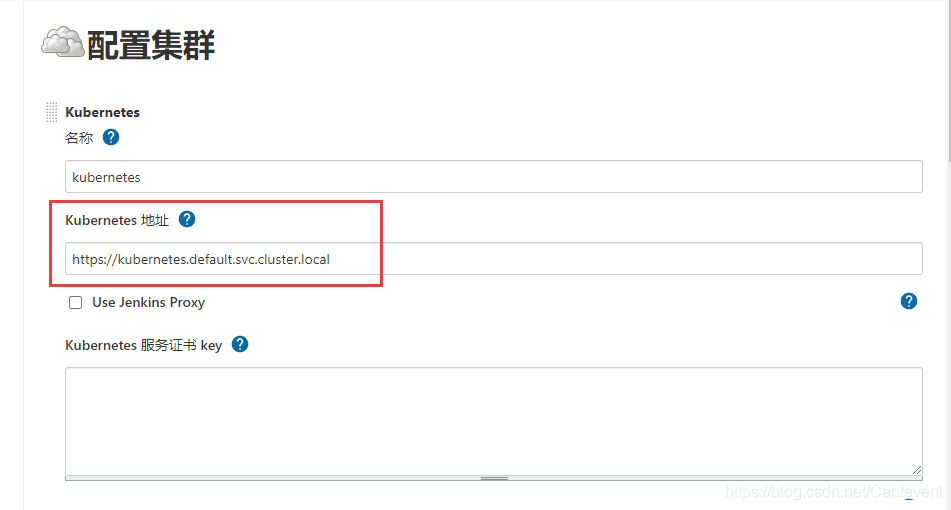 配置集群
Kubernetes
名称 ?
kubernetes
Kubernetes 地址 ?
https://kubernetes.default.svc.cluster.local
Use Jenkins Proxy ?
Kubernetes 服务证书 key ?
https://blog.csdn.net/Cantevenl